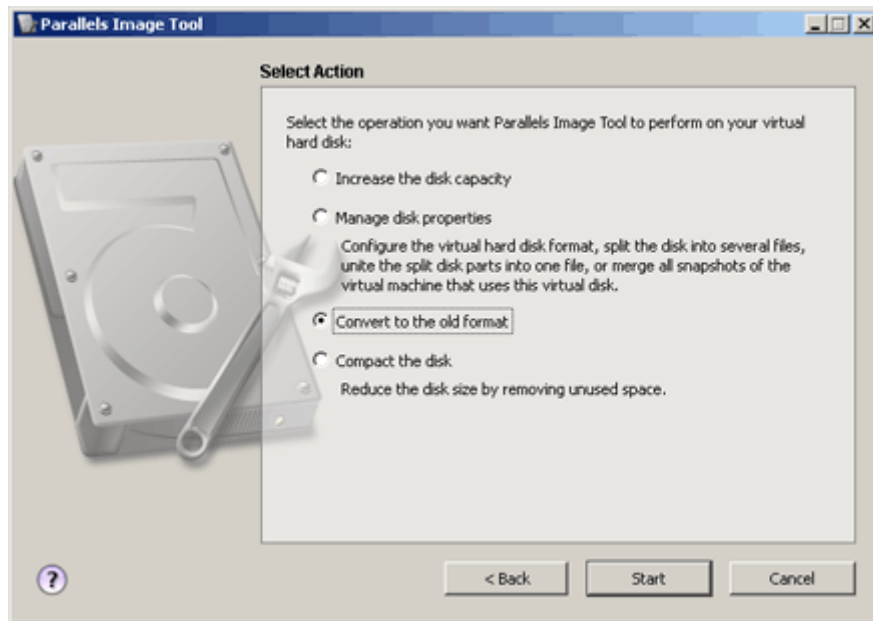 Parallels Image Tool
Select Action
Select the operation you want Parallels Image Tool to perform on your virtual
hard disk:
Increase the disk capacity
Manage disk properties
Configure the virtual hard disk format, split the disk into several files,
unite the split disk parts into one file, or merge all snapshots of the
virtual machine that uses this virtual disk.
Convert to the old format
Compact the disk
Reduce the disk size by removing unused space.
?
< Back
Start
Cancel